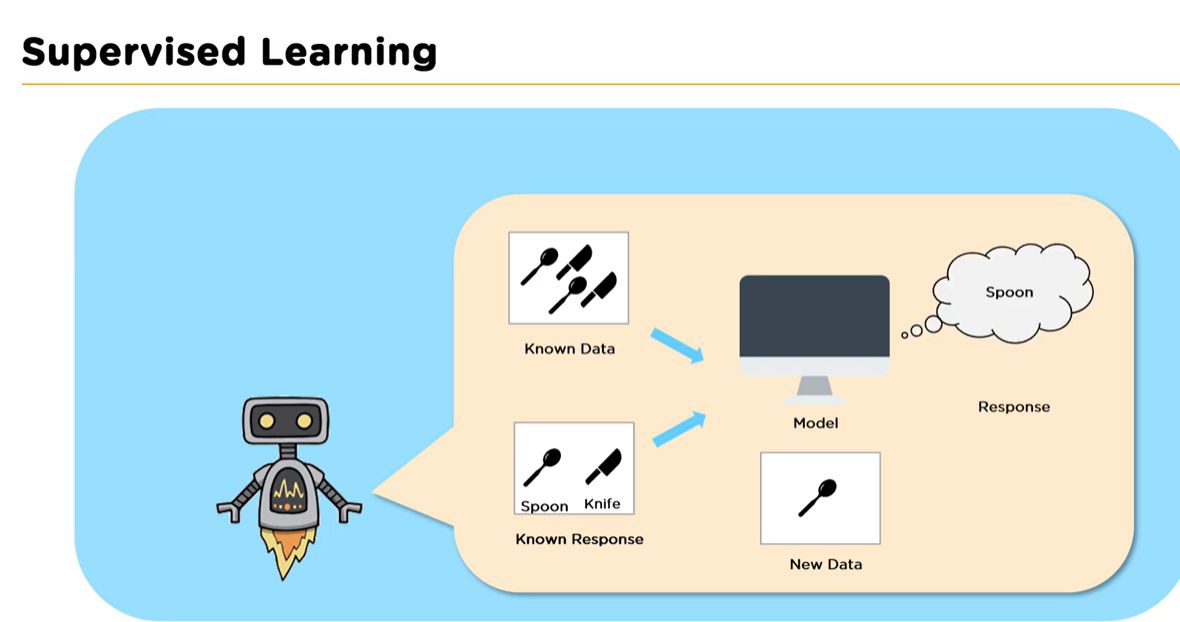 Supervised Learning
Known Data
Spoon
Knife
Known Response
Model
New Data
Spoon
Response